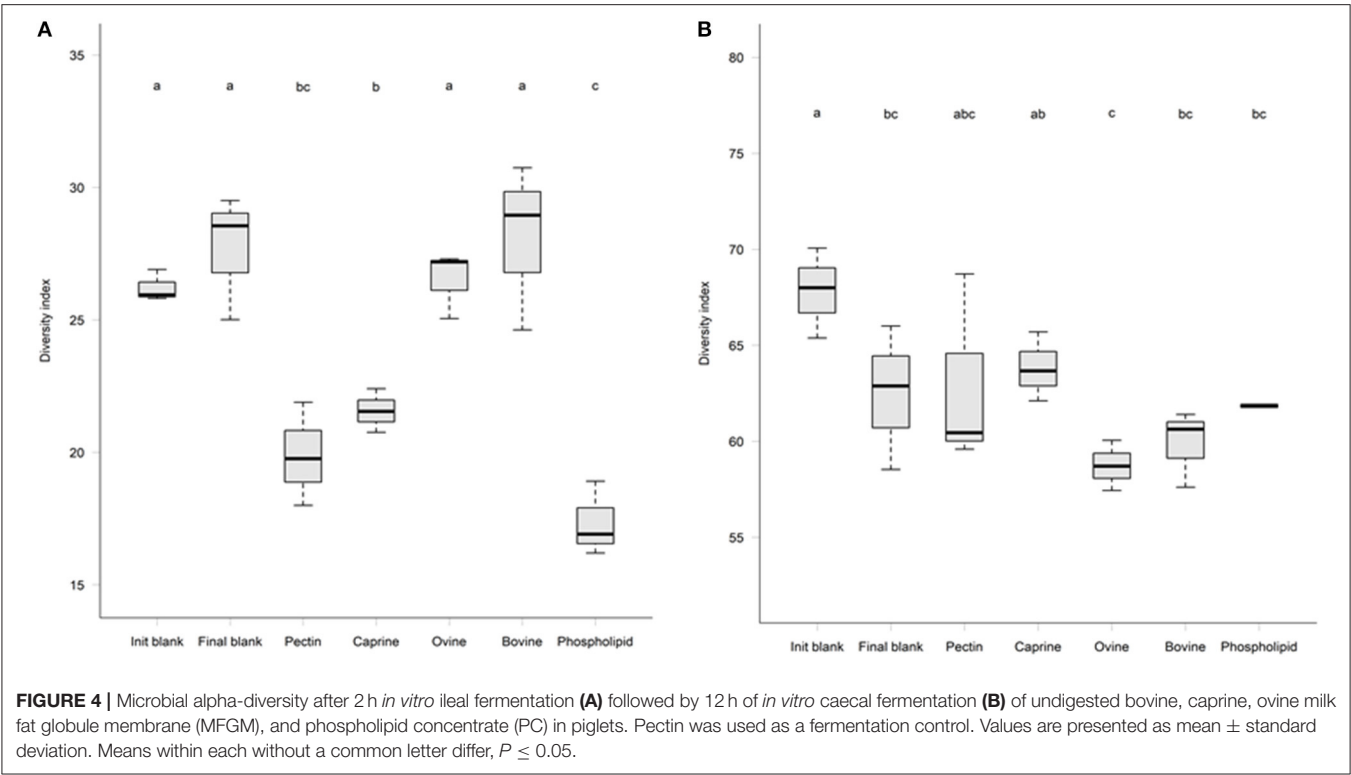 A
35
30
25
20
15
Diversity index
a a bc b a a c
Init blank Final blank Pectin Caprine Ovine Bovine Phospholipid
B
80
75
70
65
60
55
Diversity index
a bc abc ab c bc bc
Init blank Final blank Pectin Caprine Ovine Bovine Phospholipid
FIGURE 4 | Microbial alpha-diversity after 2 h in vitro ileal fermentation (A) followed by 12 h of in vitro caecal fermentation (B) of undigested bovine, caprine, ovine milk
fat globule membrane (MFGM), and phospholipid concentrate (PC) in piglets. Pectin was used as a fermentation control. Values are presented as mean ± standard
deviation. Means within each without a common letter differ, P ≤ 0.05.